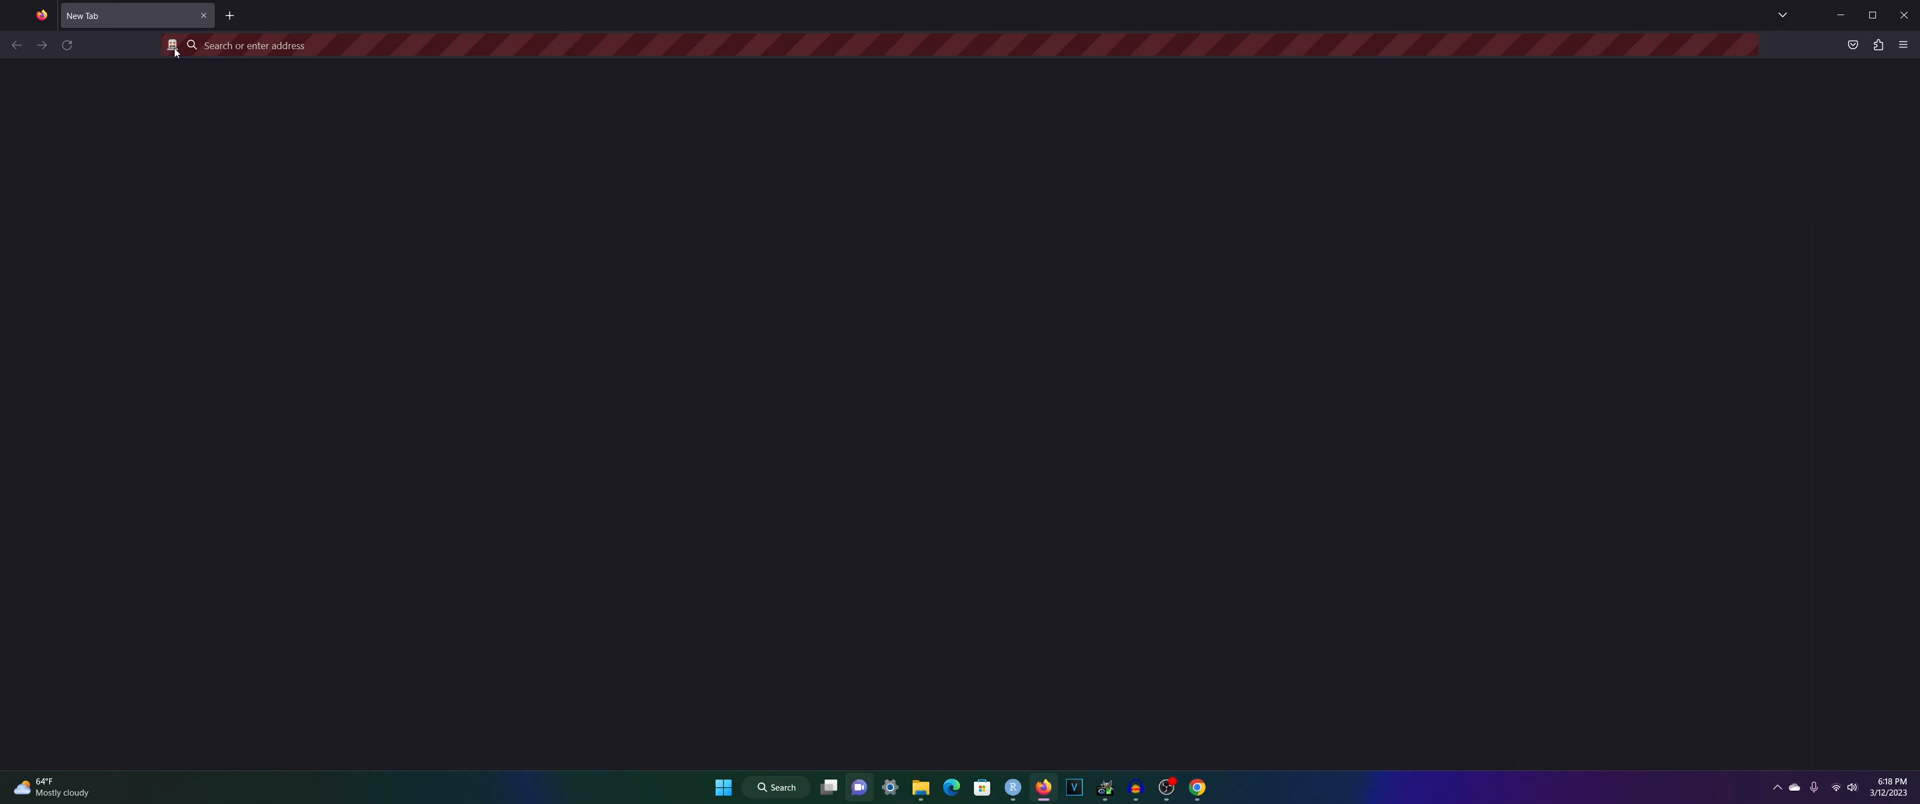 New Tab
Search or enter address
64°F
Mostly cloudy
Search
R
V
6:18 PM
3/12/2023